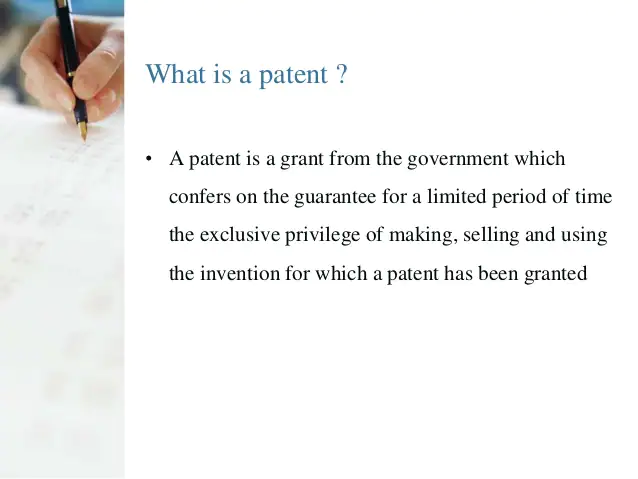 What is a patent ?
• A patent is a grant from the government which
confers on the guarantee for a limited period of time
the exclusive privilege of making, selling and using
the invention for which a patent has been granted